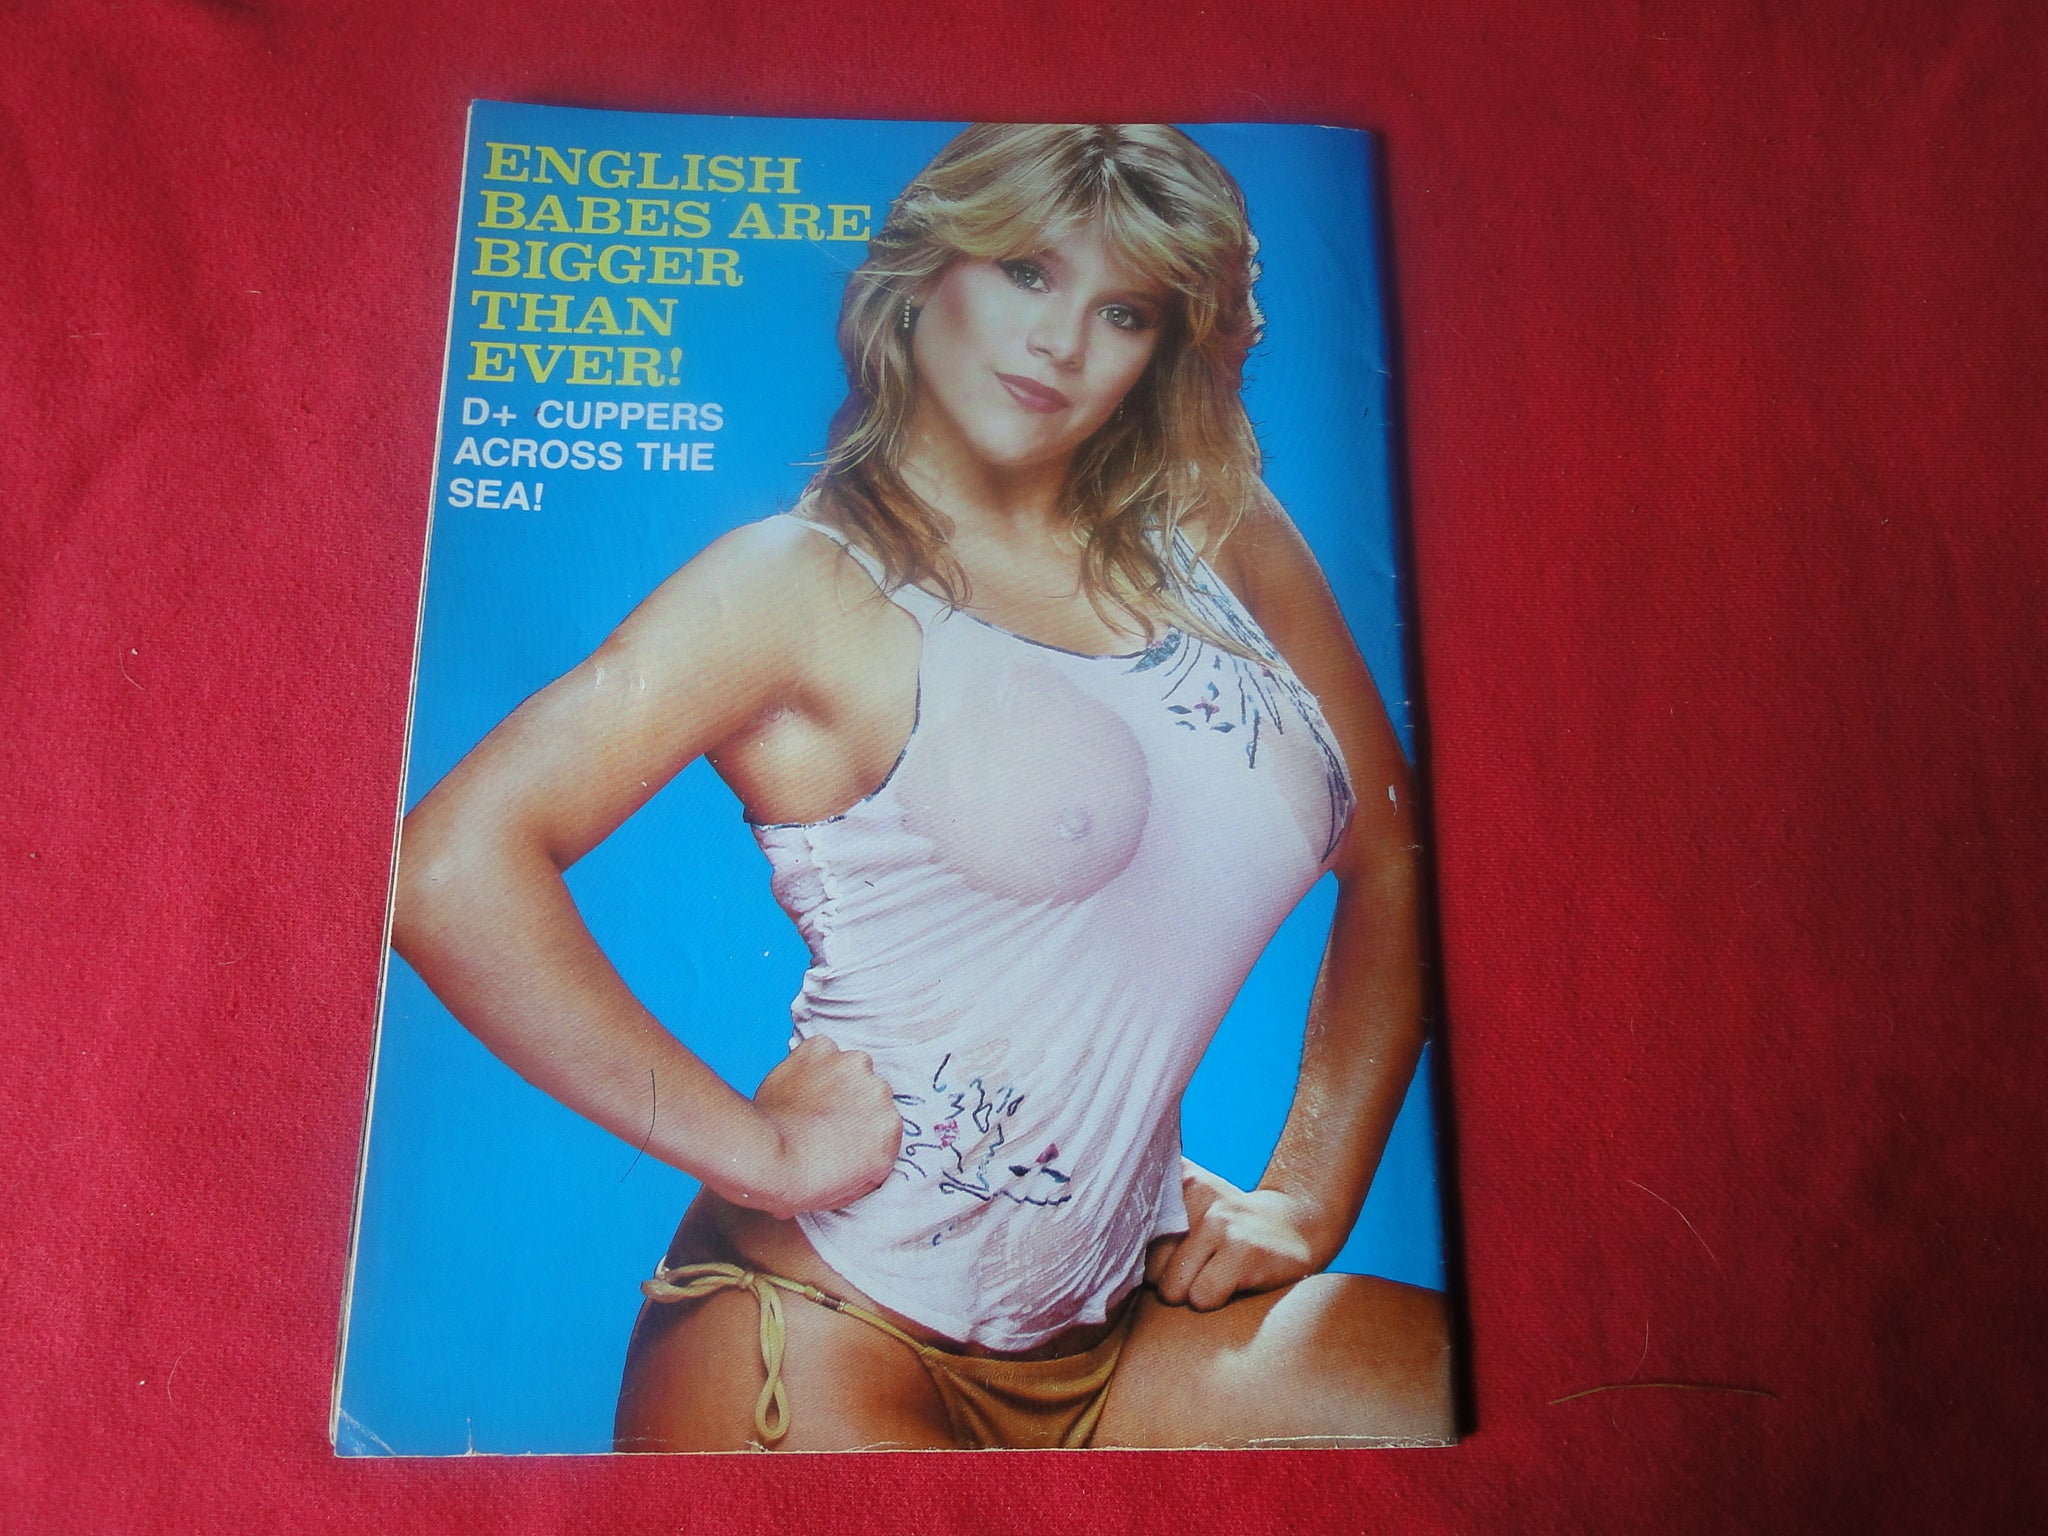 ENGLISH
BABES ARE
BIGGER
THAN
EVER!
D+ CUPPERS
ACROSS THE
SEA!